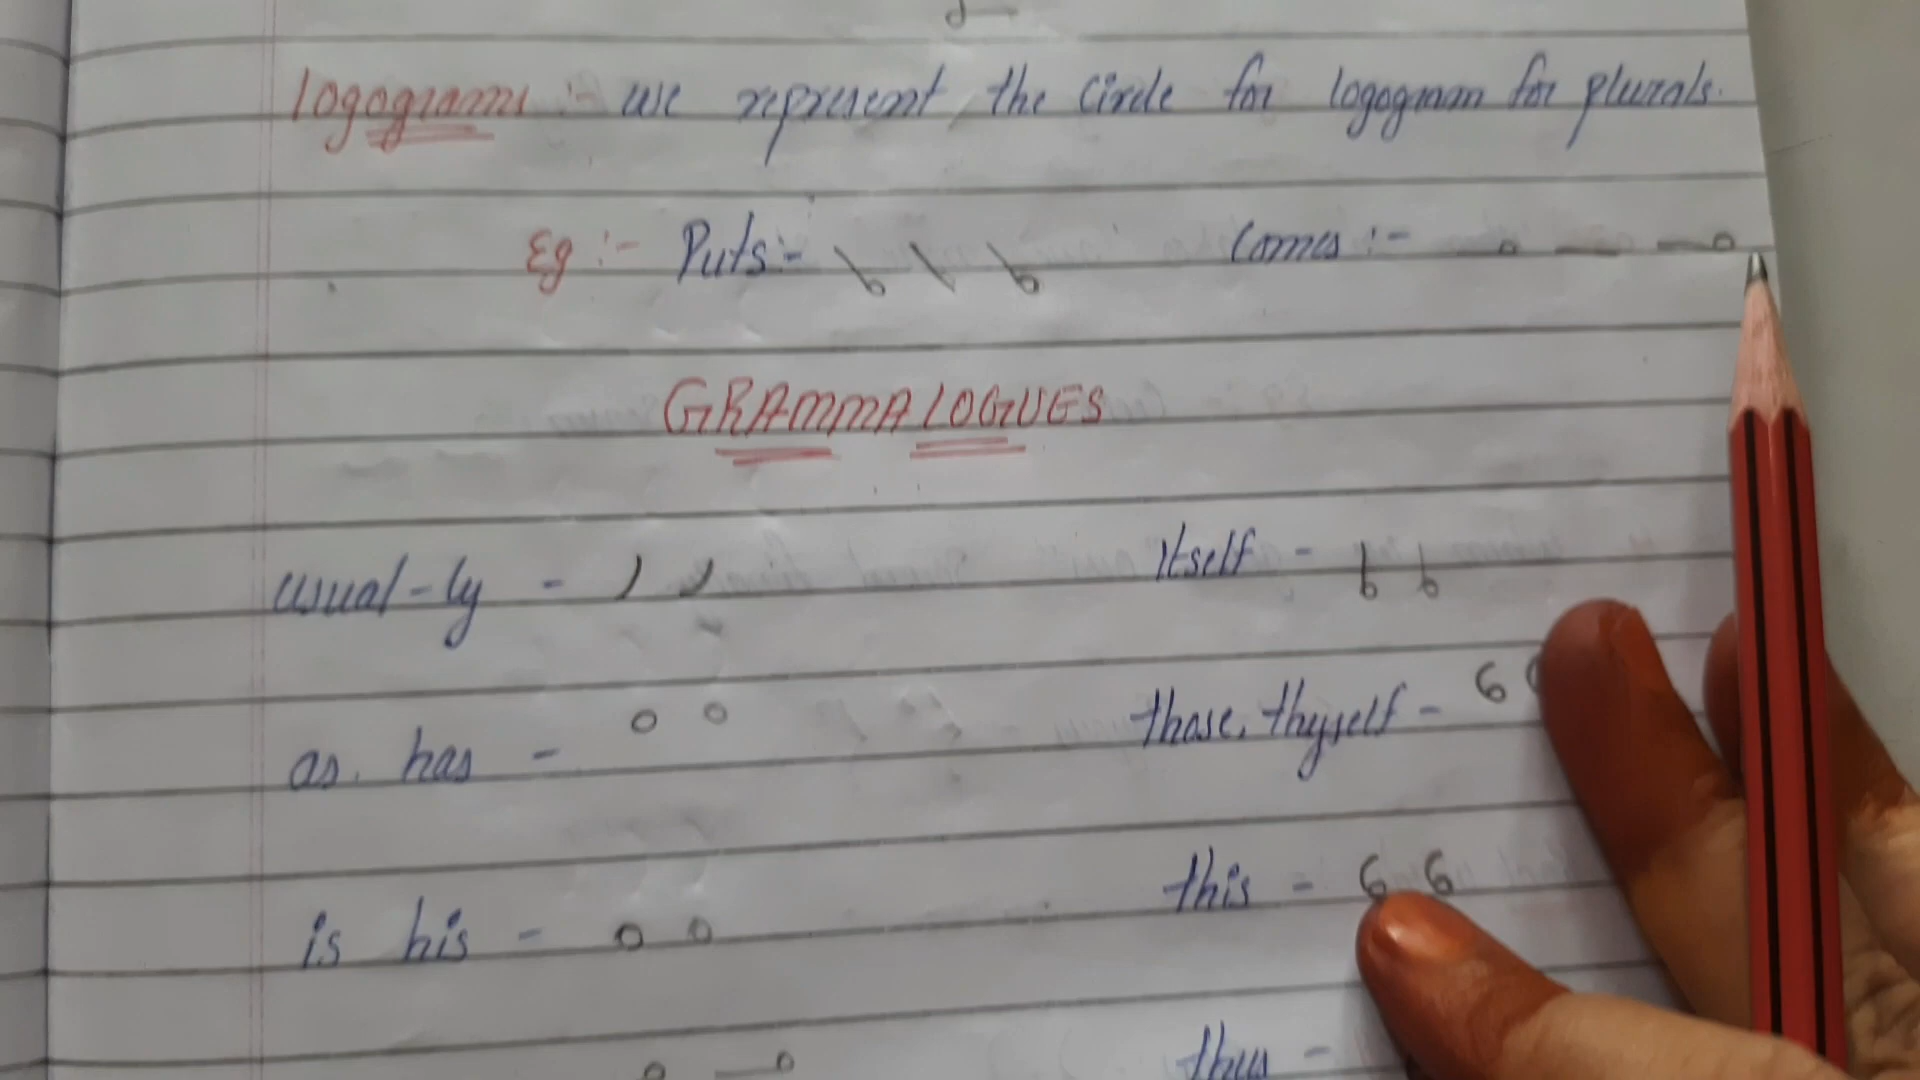 logograms :- we represent the Circle for logogram for plurals.
Eg :- Puts :- Comes :-
GRAMMALOGUES
usual-ly - itself -
as. has - those, thyself -
is his - this -
thus -